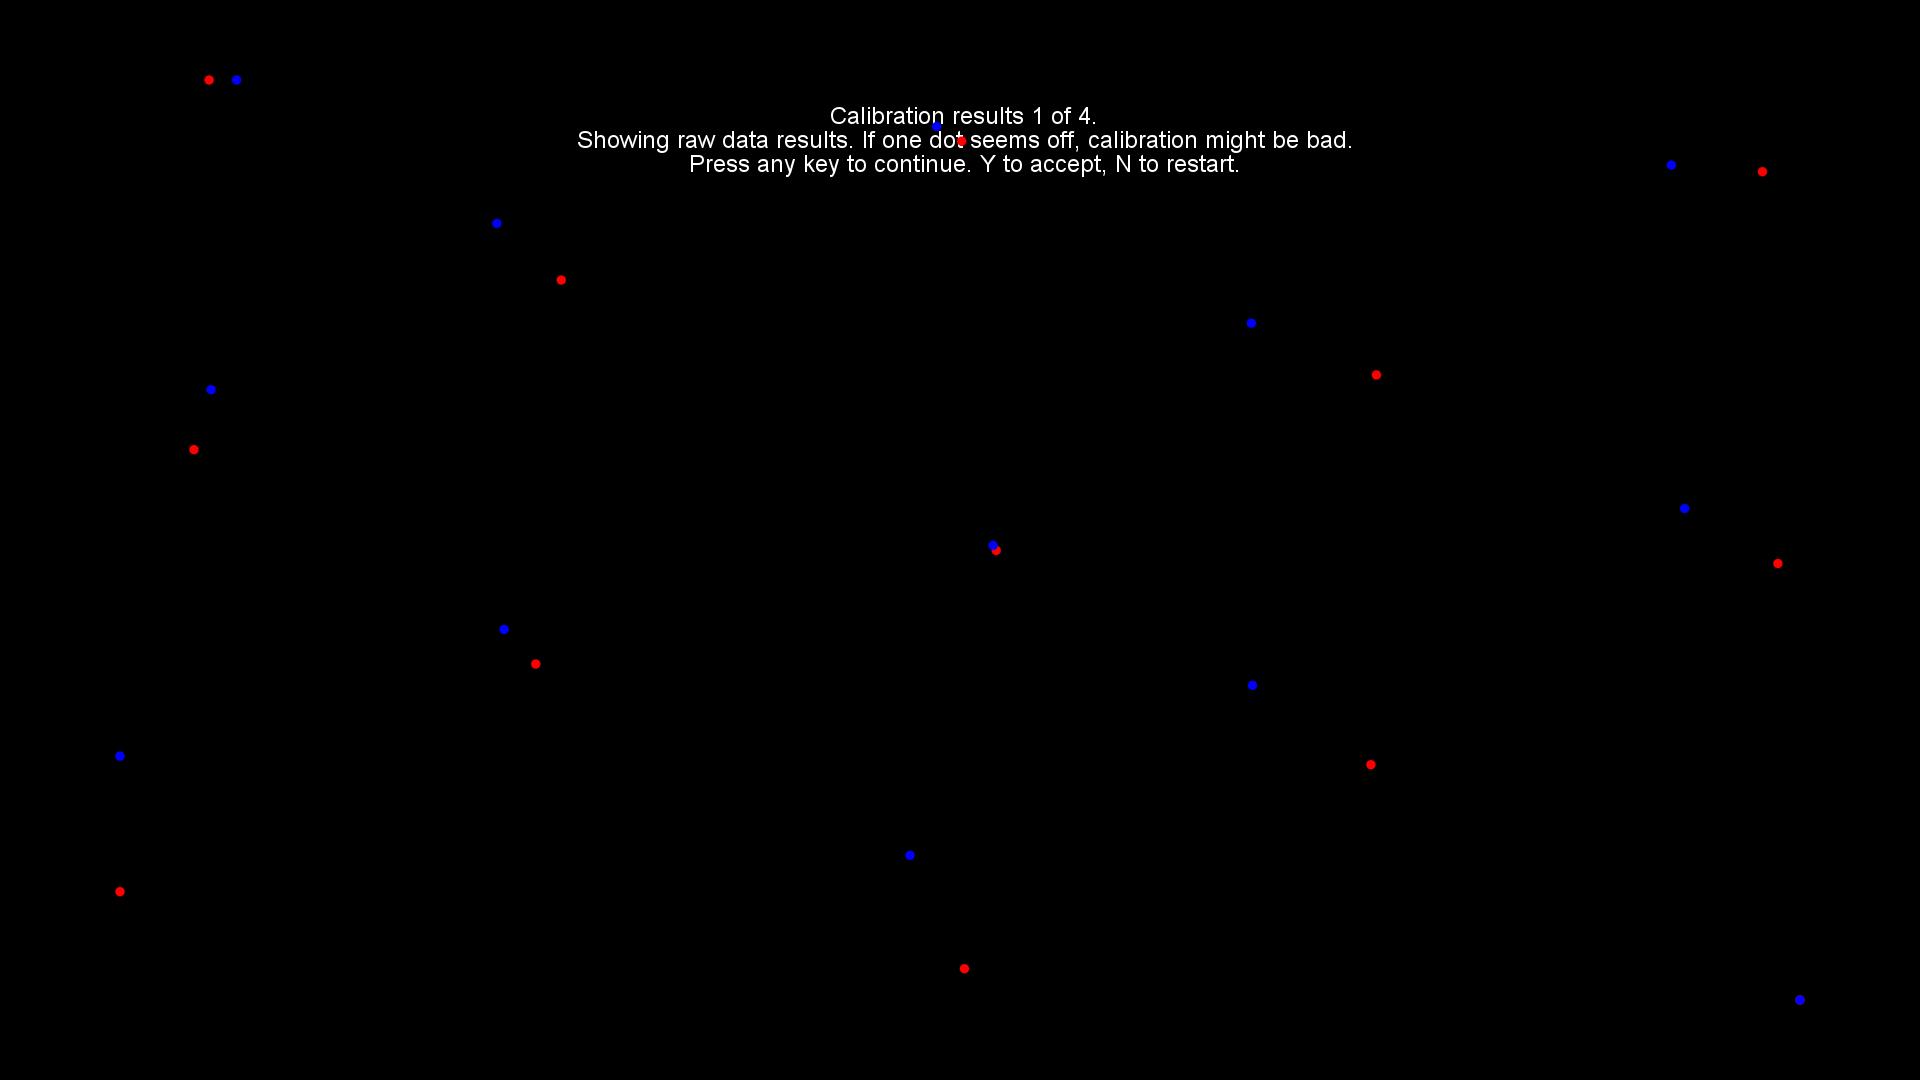 Calibration results 1 of 4.
Showing raw data results. If one dot seems off, calibration might be bad.
Press any key to continue. Y to accept, N to restart.